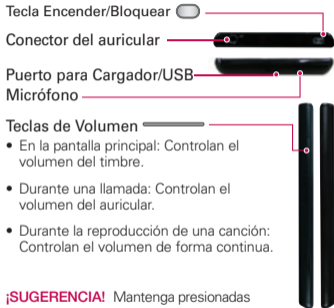 Tecla Encender/Bloquear
Conector del auricular
Puerto para Cargador/USB
Micrófono
Teclas de Volumen
• En la pantalla principal: Controlan el
volumen del timbre.
• Durante una llamada: Controlan el
volumen del auricular.
• Durante la reproducción de una canción:
Controlan el volumen de forma continua.
¡SUGERENCIA! Mantenga presionadas